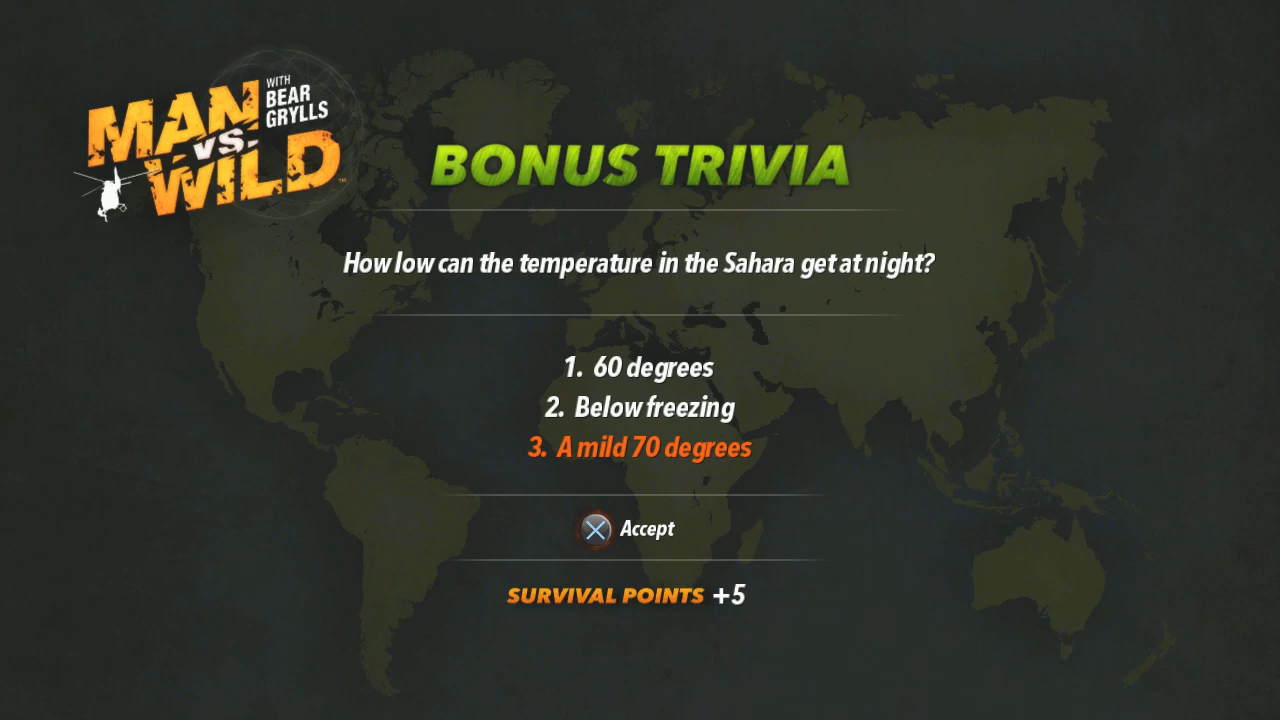 MAN
WITH
BEAR
GRYLLS
vs.
WILD
™
BONUS TRIVIA
How low can the temperature in the Sahara get at night?
1. 60 degrees
2. Below freezing
3. A mild 70 degrees
Accept
SURVIVAL POINTS +5